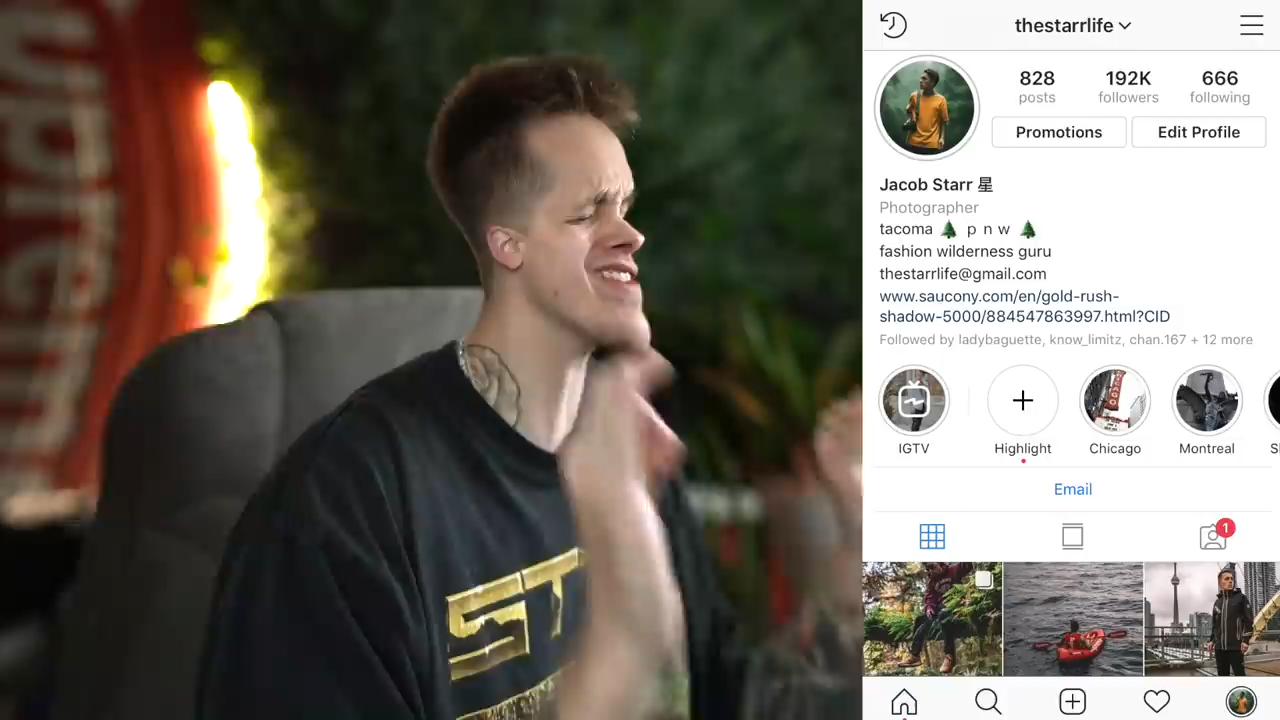 uprem
ST
thestarrlife
828
192K
666
posts
followers
following
Promotions
Edit Profile
Jacob Starr 星
Photographer
tacoma 🌲 p n w 🌲
fashion wilderness guru
thestarrlife@gmail.com
www.saucony.com/en/gold-rush-
shadow-5000/884547863997.html?CID
Followed by ladybaguette, know_limitz, chan.167 + 12 more
IGTV
Highlight
Chicago
Montreal
Email
1